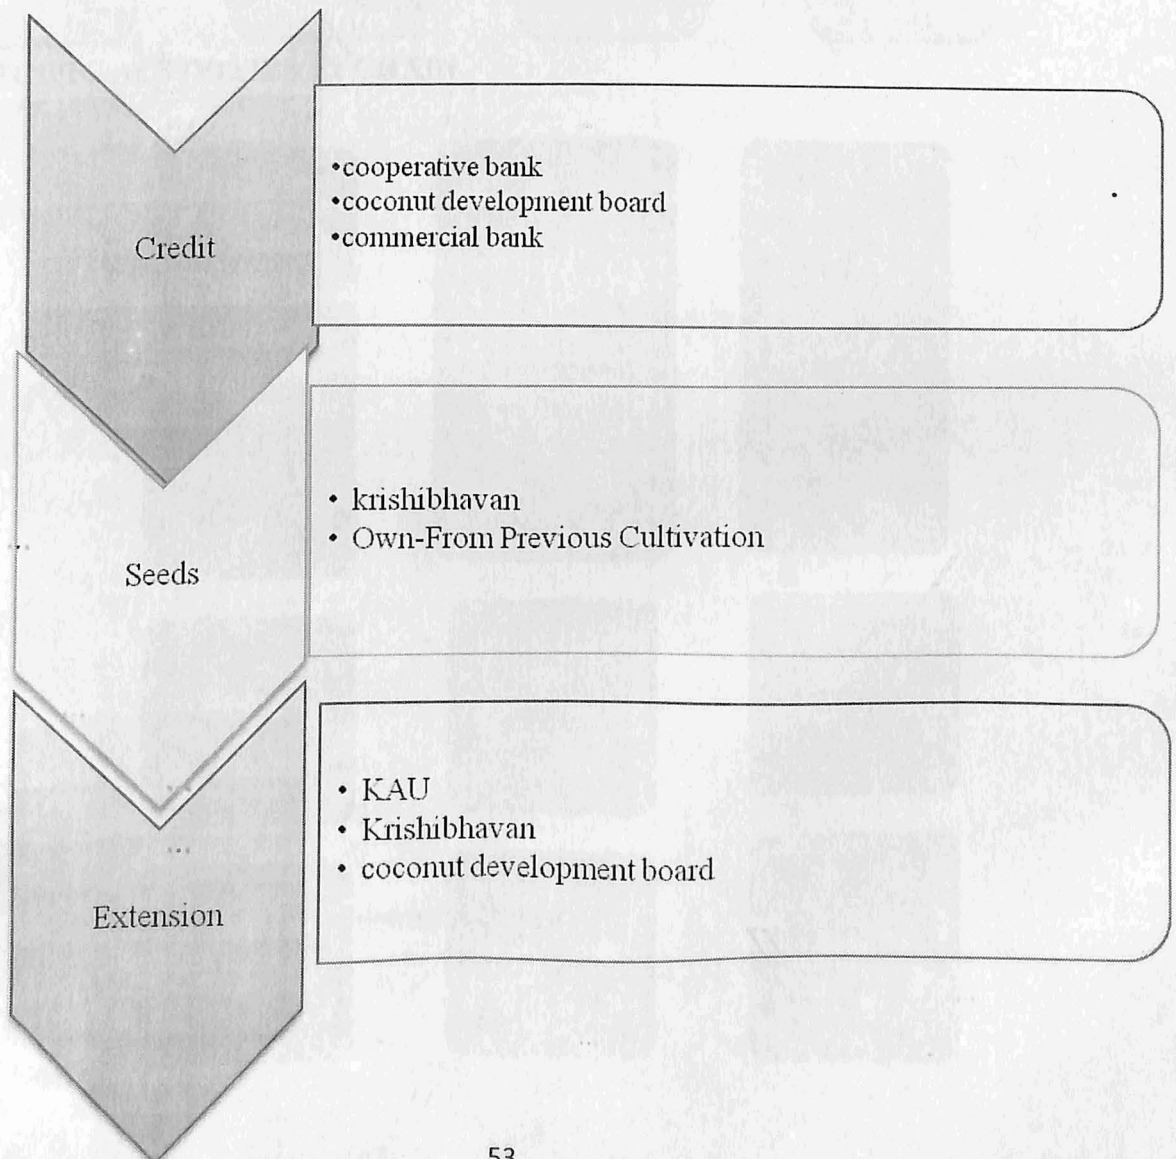 Credit
•cooperative bank
•coconut development board
•commercial bank
Seeds
• krishibhavan
• Own-From Previous Cultivation
Extension
• KAU
• Krishibhavan
• coconut development board
53